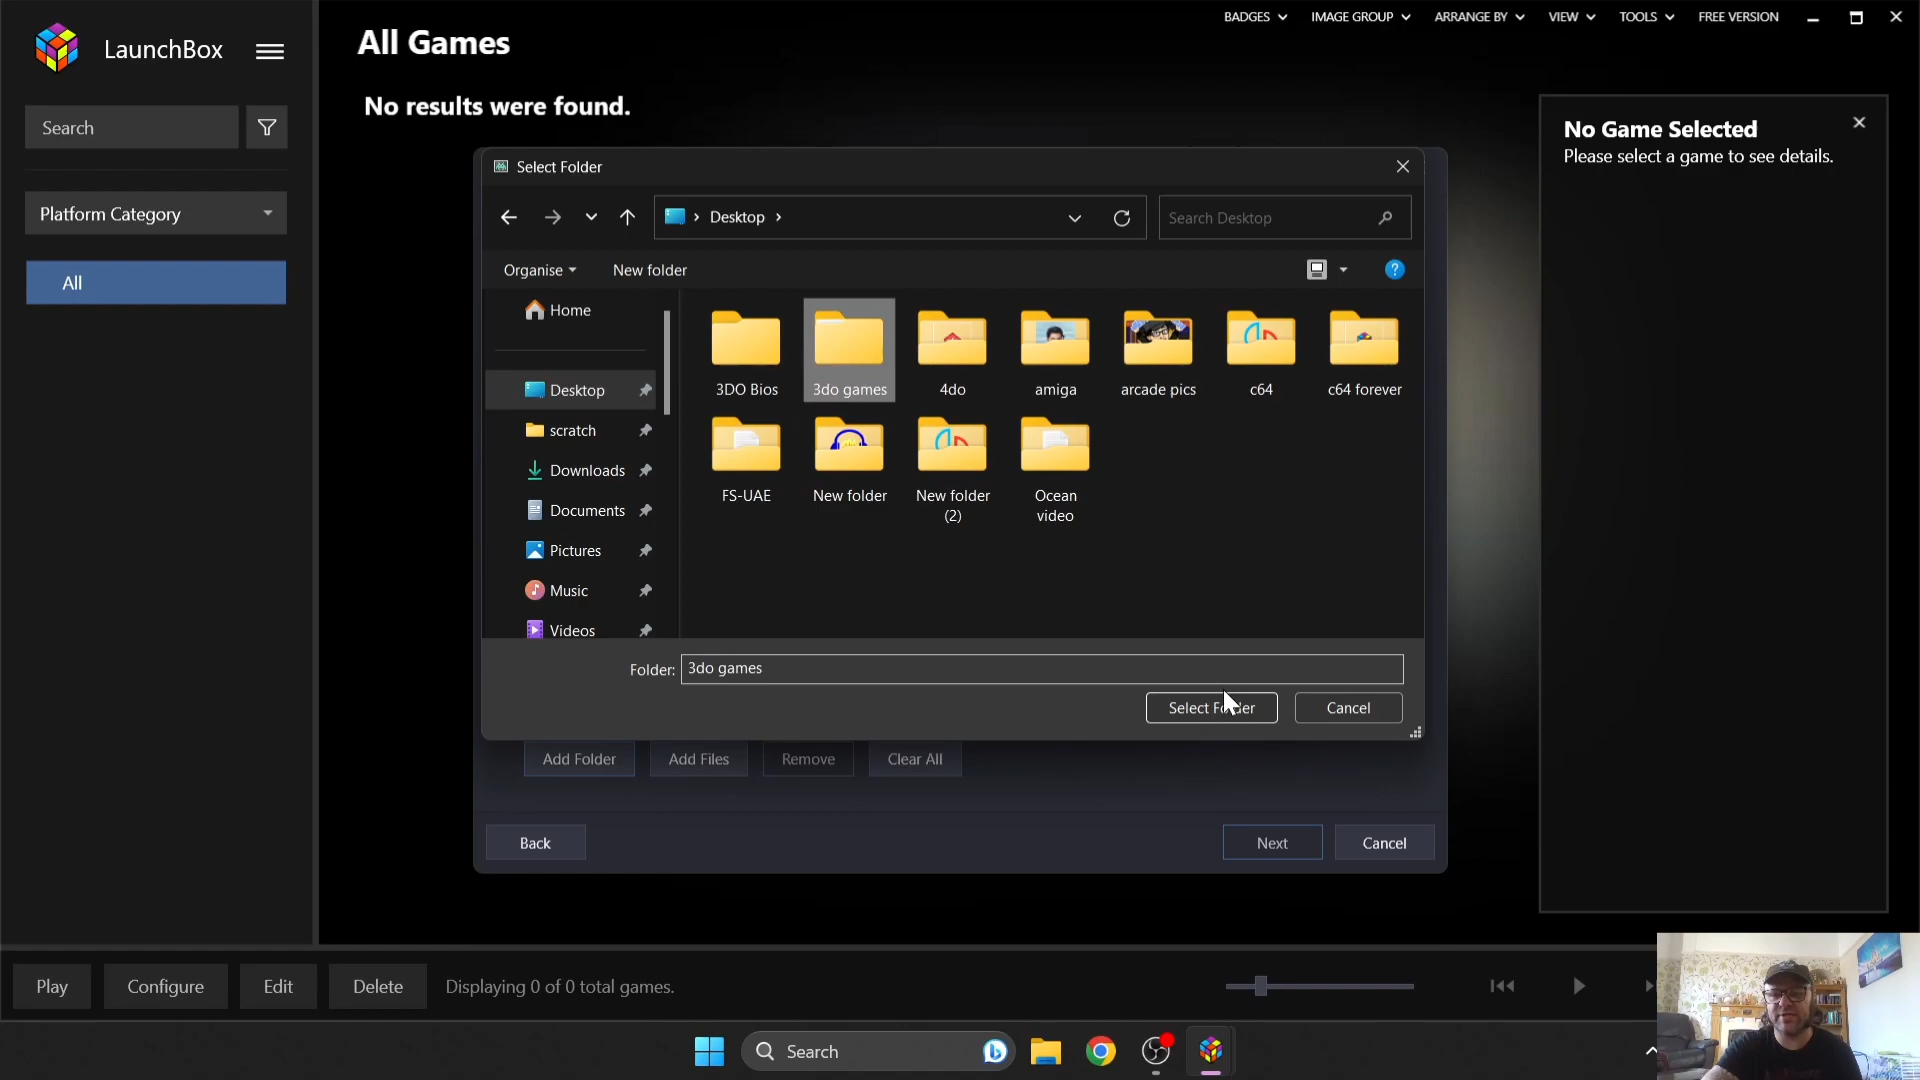 LaunchBox
Search
Platform Category
All
BADGES
IMAGE GROUP
ARRANGE BY
VIEW
TOOLS
FREE VERSION
All Games
No results were found.
No Game Selected
Please select a game to see details.
Select Folder
Desktop
Search Desktop
Organise
New folder
Home
Desktop
scratch
Downloads
Documents
Pictures
Music
Videos
3DO Bios
3do games
4do
amiga
arcade pics
c64
c64 forever
FS-UAE
New folder
New folder
(2)
Ocean
video
Folder:
3do games
Select Folder
Cancel
Add Folder
Add Files
Remove
Clear All
Back
Next
Cancel
Play
Configure
Edit
Delete
Displaying 0 of 0 total games.
Search